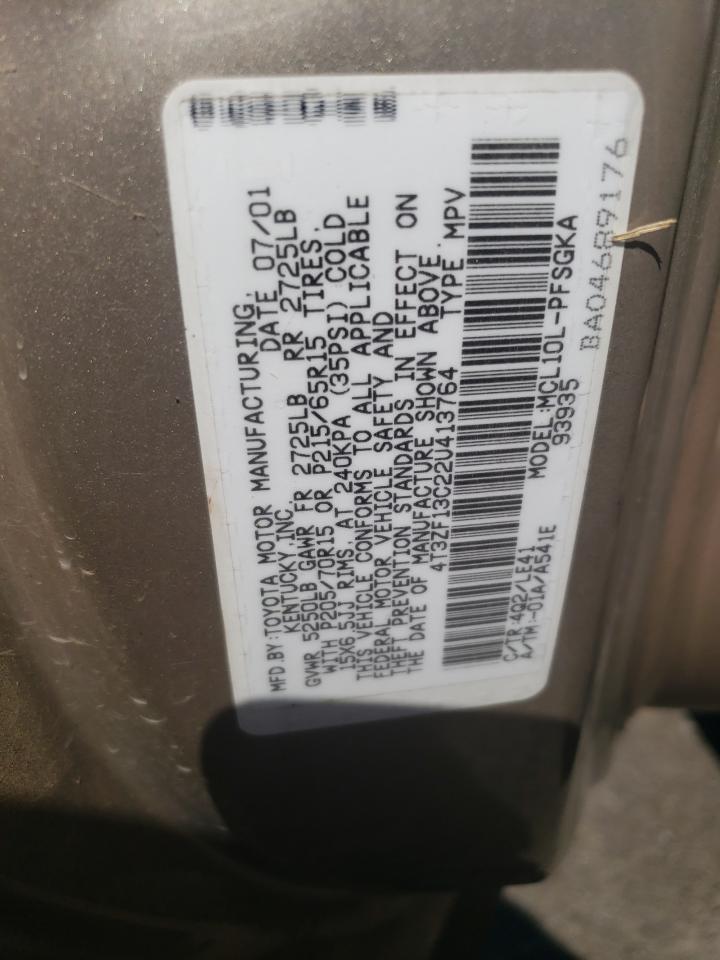 MFD.BY:TOYOTA MOTOR MANUFACTURING,
KENTUCKY,INC. DATE 07/01
GVWR 5250LB GAWR FR 2725LB RR 2725LB
WITH P205/70R15 OR P215/65R15 TIRES,
15X6.5JJ RIMS, AT 240KPA (35PSI) COLD
THIS VEHICLE CONFORMS TO ALL APPLICABLE
FEDERAL MOTOR VEHICLE SAFETY AND
THEFT PREVENTION STANDARDS IN EFFECT ON
THE DATE OF MANUFACTURE SHOWN ABOVE.
4T3ZF13C22U413764 TYPE MPV
C/TR:4Q2/LE41 MODEL:MCL10L-PFSGKA
A/TM:-01A/A541E 93935
BA04689176